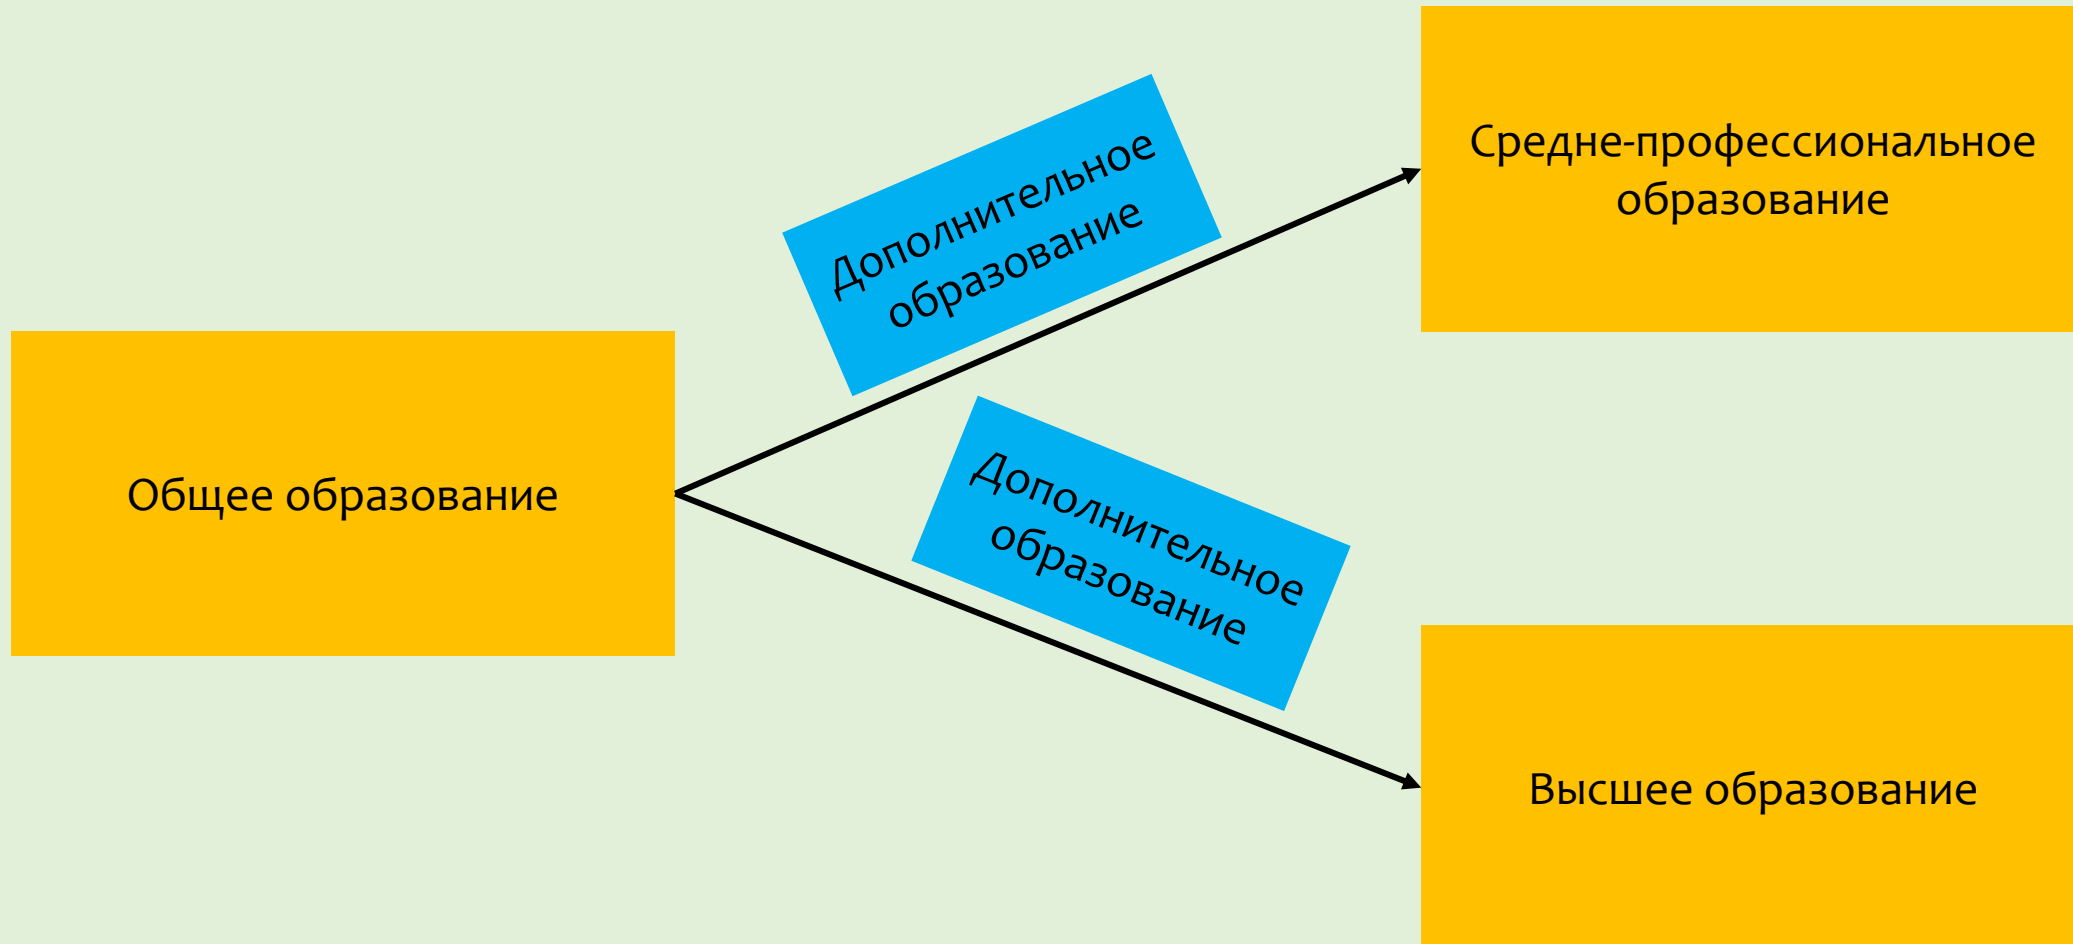 Дополнительное
образование
Средне-профессиональное
образование
Общее образование
Дополнительное
образование
Высшее образование